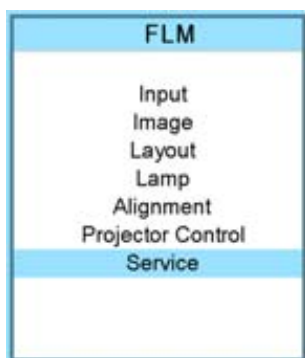 FLM
Input
Image
Layout
Lamp
Alignment
Projector Control
Service